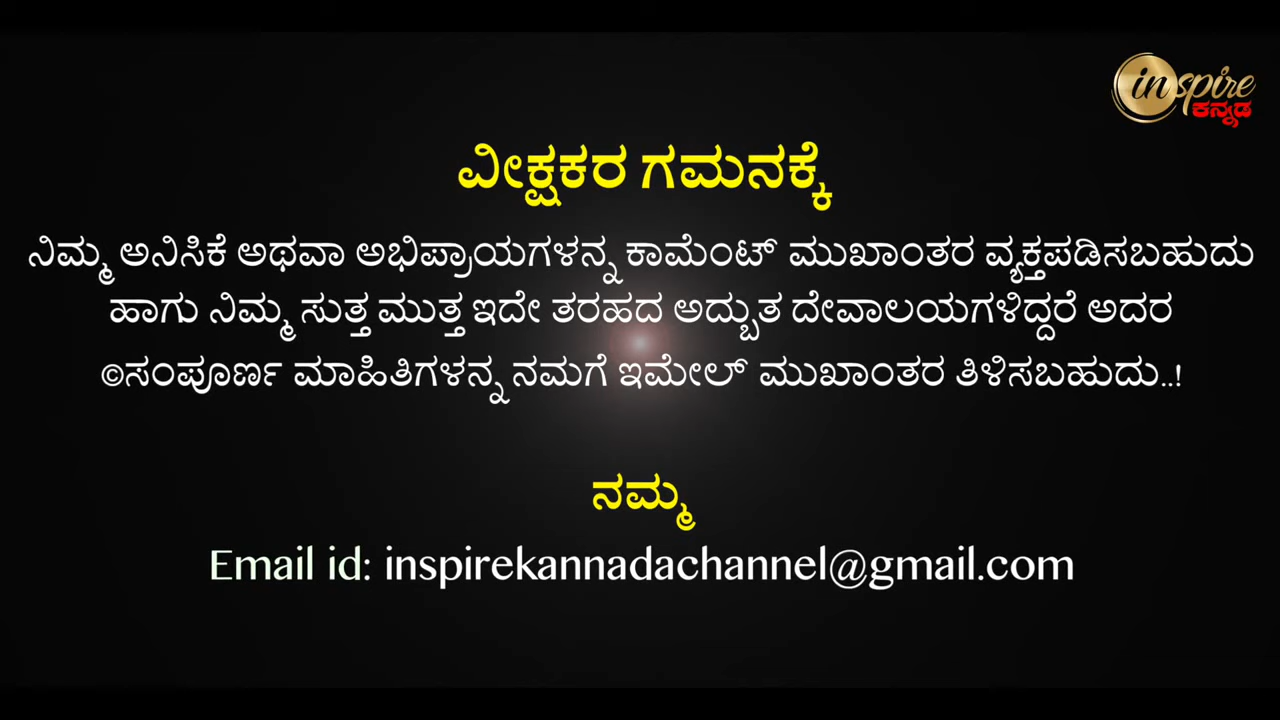 inspire
ಕನ್ನಡ
ವೀಕ್ಷಕರ ಗಮನಕ್ಕೆ
ನಿಮ್ಮ ಅನಿಸಿಕೆ ಅಥವಾ ಅಭಿಪ್ರಾಯಗಳನ್ನ ಕಾಮೆಂಟ್ ಮುಖಾಂತರ ವ್ಯಕ್ತಪಡಿಸಬಹುದು
ಹಾಗು ನಿಮ್ಮ ಸುತ್ತ ಮುತ್ತ ಇದೇ ತರಹದ ಅದ್ಬುತ ದೇವಾಲಯಗಳಿದ್ದರೆ ಅದರ
©ಸಂಪೂರ್ಣ ಮಾಹಿತಿಗಳನ್ನ ನಮಗೆ ಇಮೇಲ್ ಮುಖಾಂತರ ತಿಳಿಸಬಹುದು..!
ನಮ್ಮ
Email id: inspirekannadachannel@gmail.com